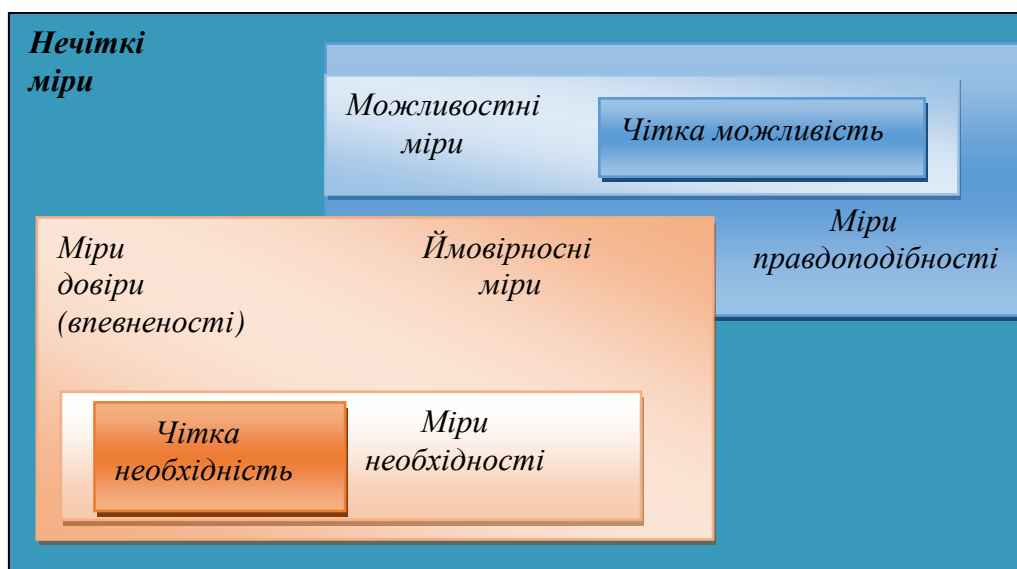 Нечіткі
міри
Можливостні
міри
Чітка можливість
Міри
правдоподібності
Міри
довіри
(впевненості)
Ймовірносні
міри
Чітка
необхідність
Міри
необхідності